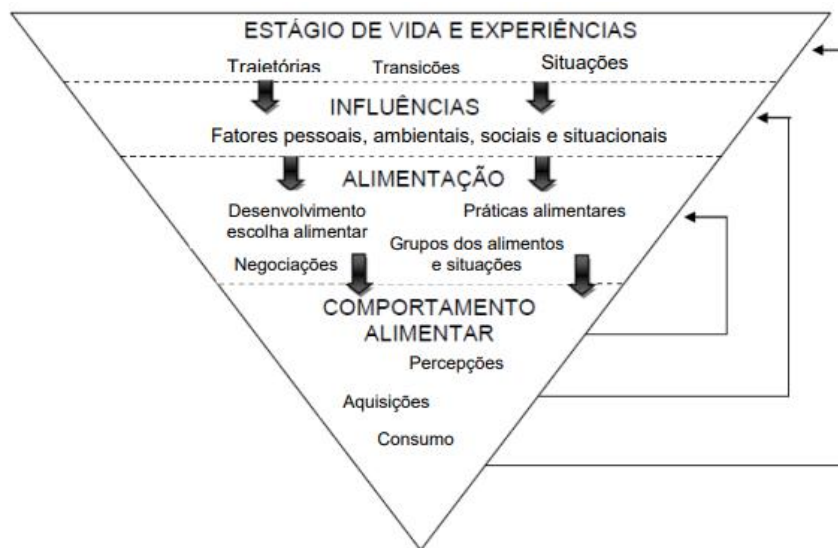 ESTÁGIO DE VIDA E EXPERIÊNCIAS
Trajetórias Transicões Situações
INFLUÊNCIAS
Fatores pessoais, ambientais, sociais e situacionais
ALIMENTAÇÃO
Desenvolvimento
escolha alimentar
Práticas alimentares
Negociações
Grupos dos alimentos
e situações
COMPORTAMENTO
ALIMENTAR
Percepções
Aquisições
Consumo